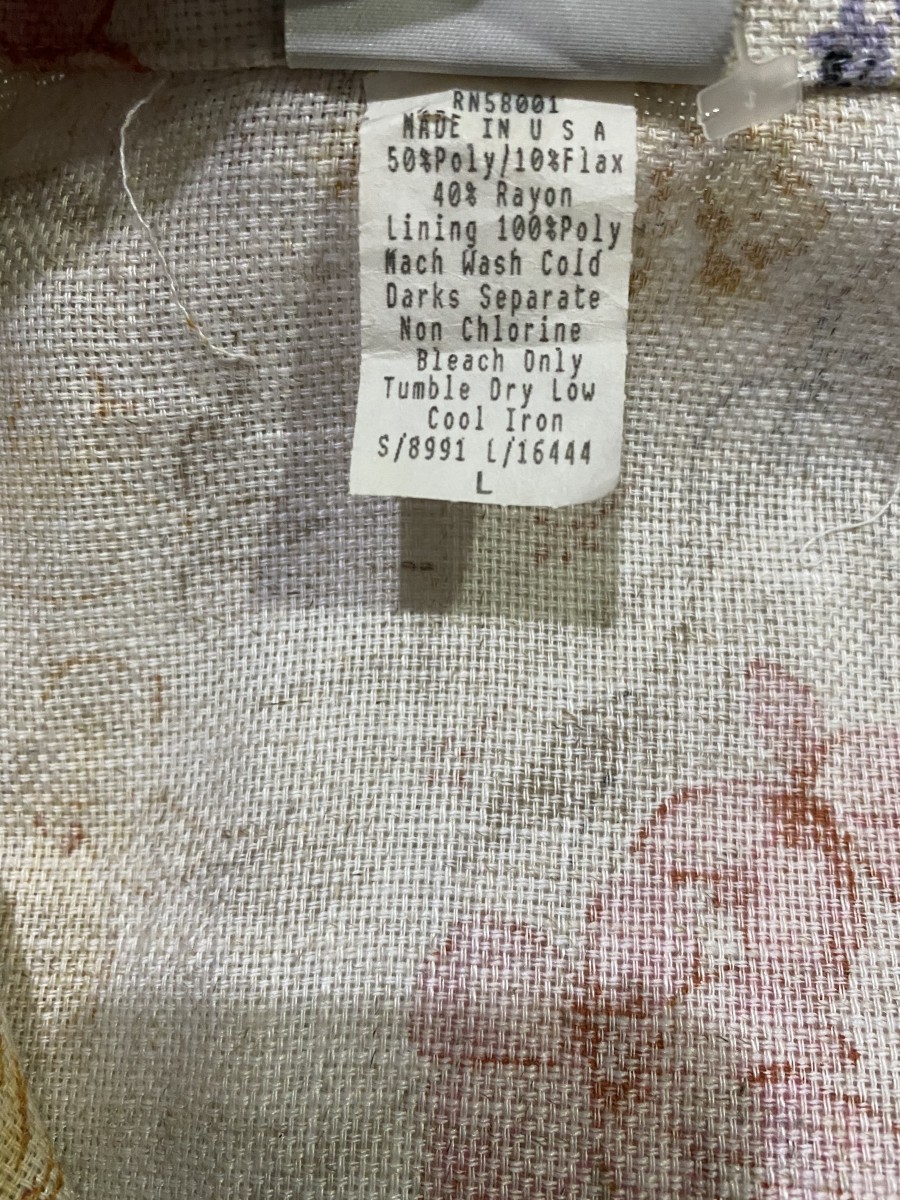 RN58001
MADE IN U S A
50%Poly/10%Flax
40% Rayon
Lining 100%Poly
Mach Wash Cold
Darks Separate
Non Chlorine
Bleach Only
Tumble Dry Low
Cool Iron
S/8991 L/16444
L